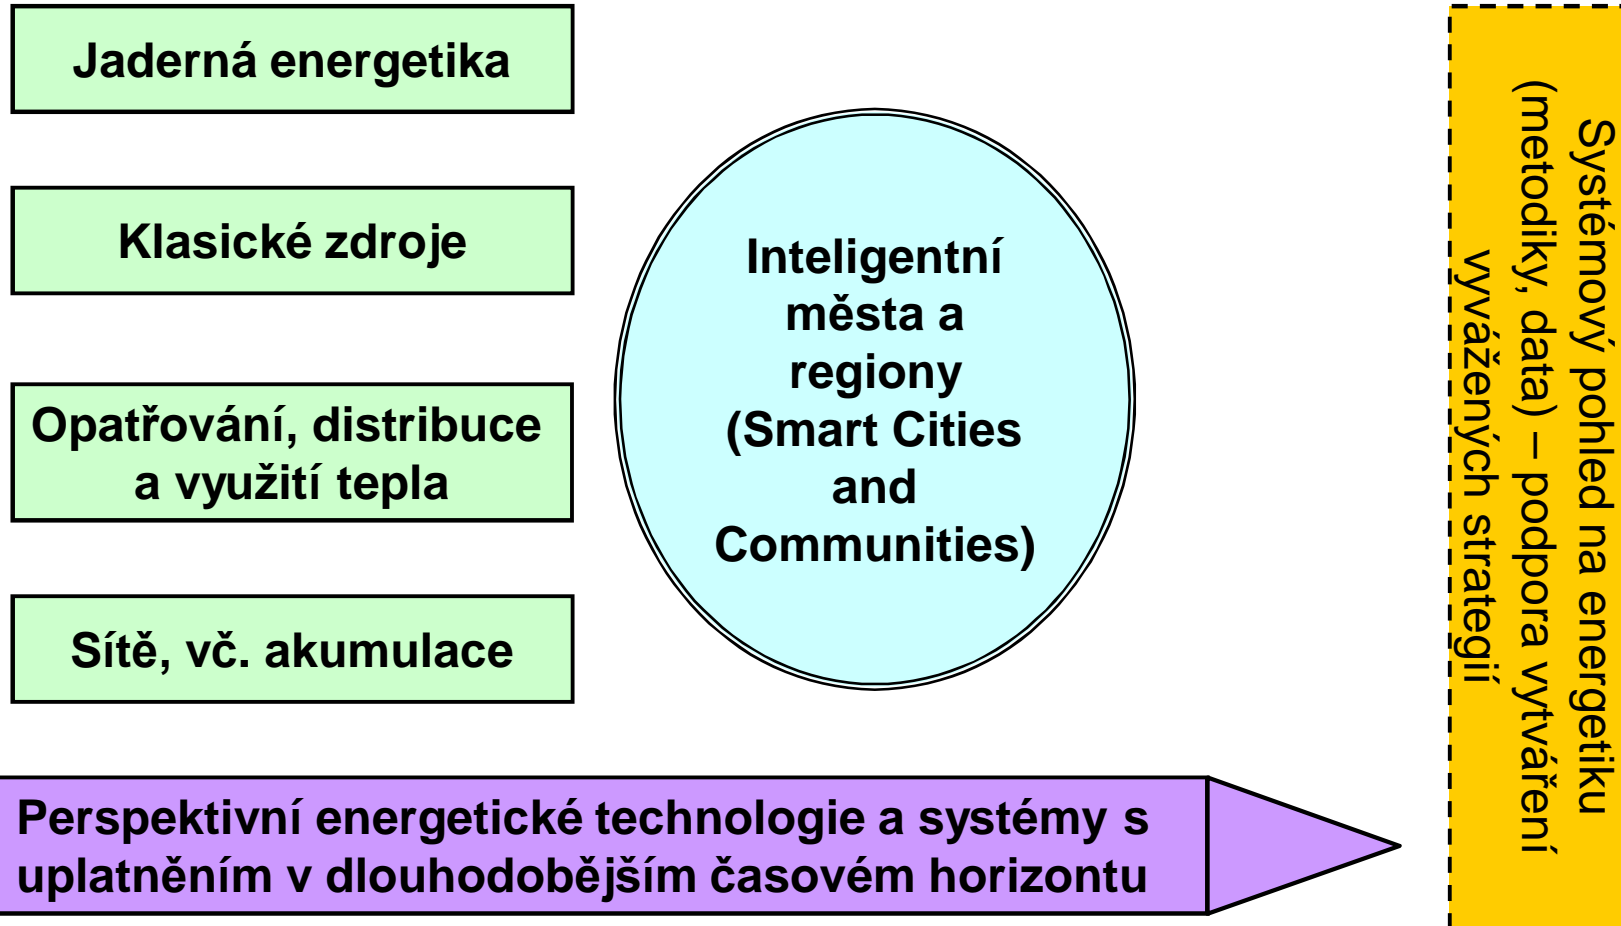 Jaderná energetika
Klasické zdroje
Opatřování, distribuce
a využití tepla
Sítě, vč. akumulace
Inteligentní
města a
regiony
(Smart Cities
and
Communities)
Perspektivní energetické technologie a systémy s
uplatněním v dlouhodobějším časovém horizontu
Systémový pohled na energetiku
(metodiky, data) – podpora vytváření
vyvážených strategií